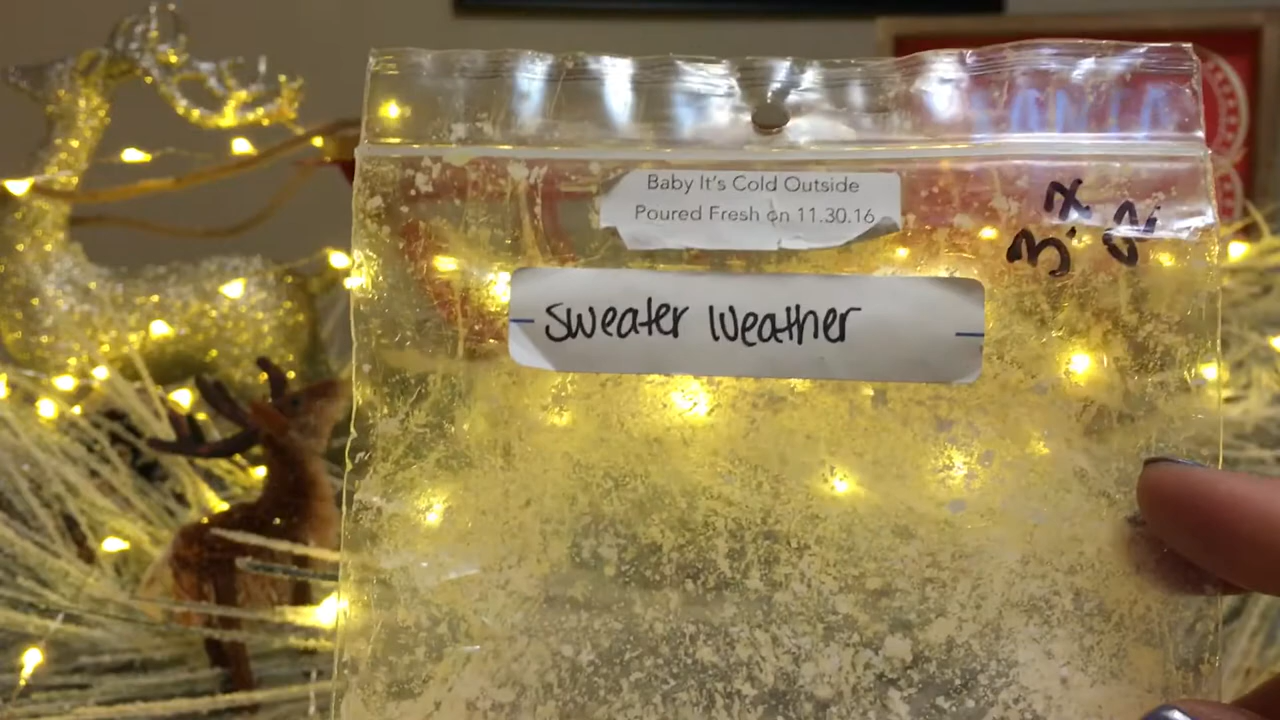 Baby It's Cold Outside
Poured Fresh on 11.30.16
Sweater Weather